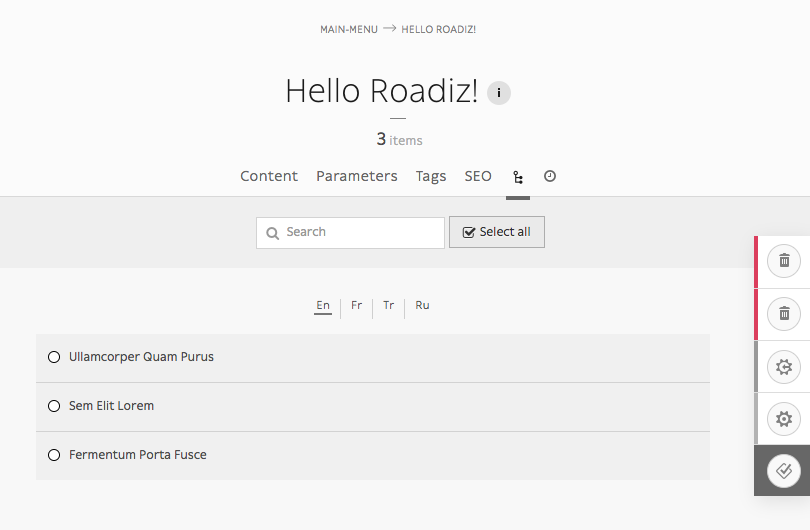 MAIN-MENU → HELLO ROADIZ!
Hello Roadiz! i
3 items
Content Parameters Tags SEO
Search Select all
En Fr Tr Ru
Ullamcorper Quam Purus
Sem Elit Lorem
Fermentum Porta Fusce